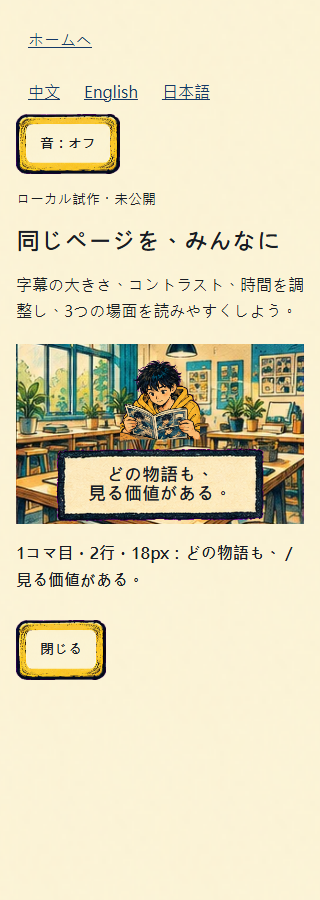 ホームへ
中文 English 日本語
音：オフ
ローカル試作・未公開
同じページを、みんなに
字幕の大きさ、コントラスト、時間を調
整し、3つの場面を読みやすくしよう。
どの物語も、
見る価値がある。
1コマ目・2行・18px：どの物語も、/
見る価値がある。
閉じる